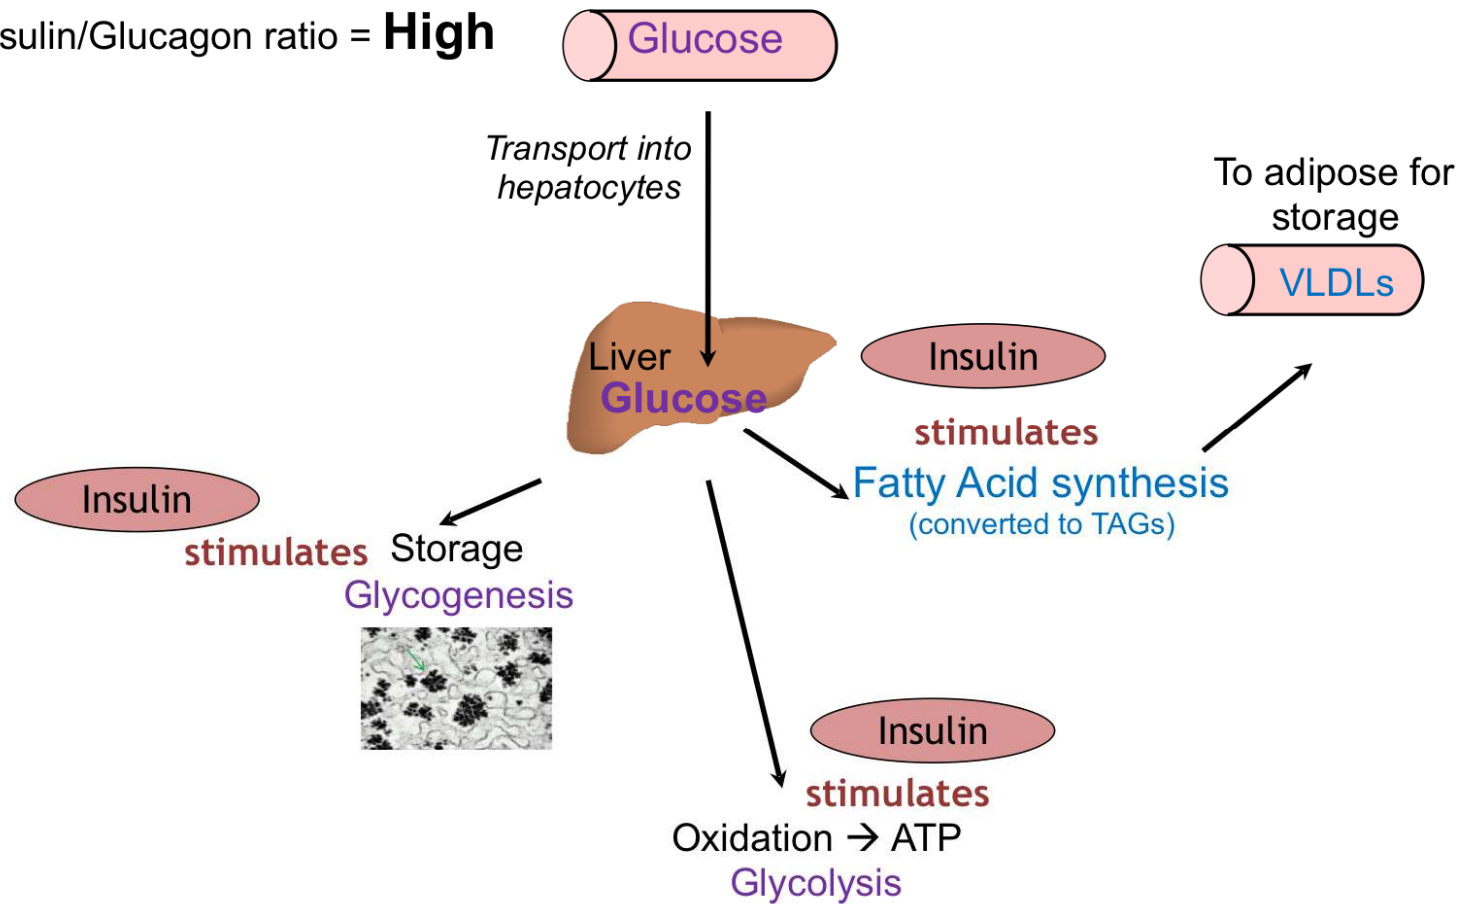 sulin/Glucagon ratio = High
Glucose
Transport into
hepatocytes
To adipose for
storage
VLDLs
Liver
Glucose
Insulin
stimulates
Fatty Acid synthesis
(converted to TAGs)
Insulin
stimulates
Storage
Glycogenesis
Insulin
stimulates
Oxidation → ATP
Glycolysis